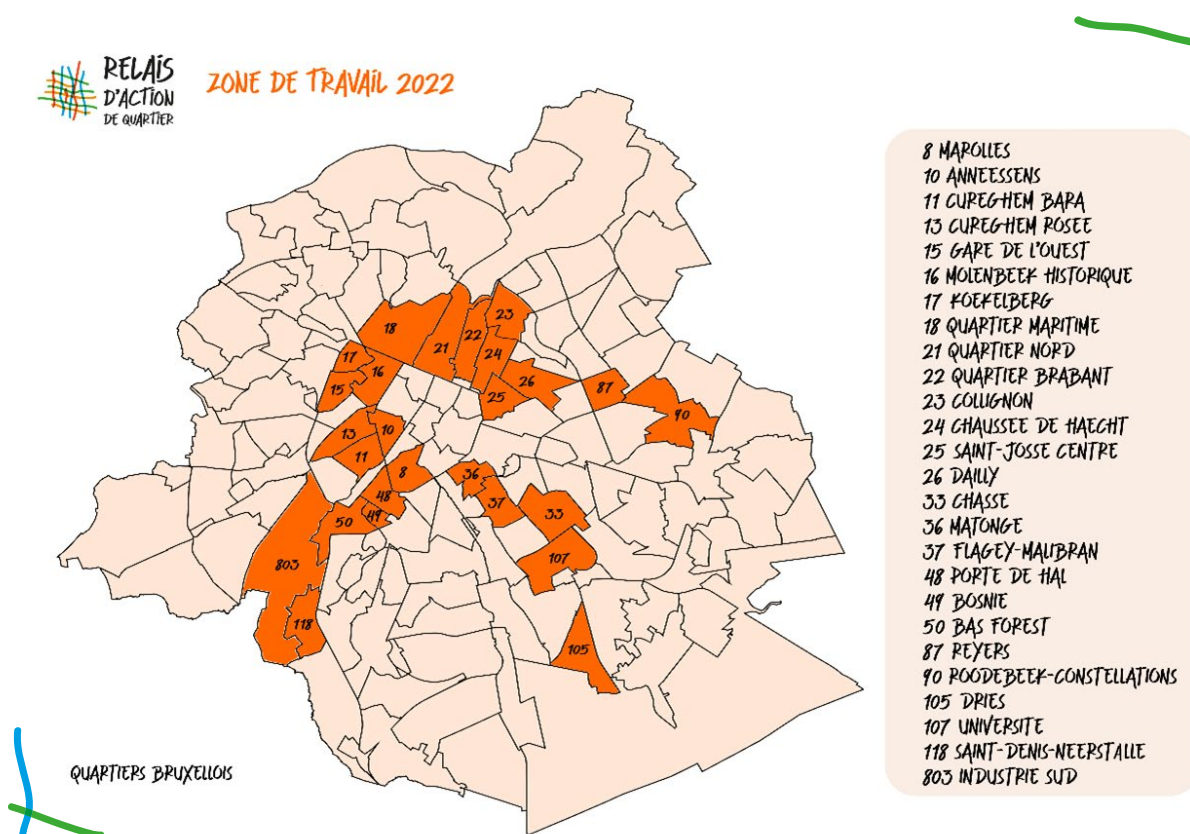 RELAIS
D'ACTION
DE QUARTIER
ZONE DE TRAVAIL 2022
8 MAROLLES
10 ANNEESSENS
11 CUREGHEM BARA
13 CUREGHEM ROSEE
15 GARE DE L'OUEST
16 MOLENBEEK HISTORIQUE
17 KOEKELBERG
18 QUARTIER MARITIME
21 QUARTIER NORD
22 QUARTIER BRABANT
23 COLLIGNON
24 CHAUSSEE DE HAECHT
25 SAINT-JOSSE CENTRE
26 DAILLY
33 CHASSE
36 MATONGE
37 FLAGEY-MALIBRAN
48 PORTE DE HAL
49 BOSNIE
50 BAS FOREST
87 REYERS
90 ROODEBEEK-CONSTELLATIONS
105 DRIES
107 UNIVERSITE
118 SAINT-DENIS-NEERSTALLE
803 INDUSTRIE SUD
23
18
22
21
24
17
16
26
87
15
25
90
10
13
11
8
36
48
37
33
49
50
107
803
118
105
QUARTIERS BRUXELLOIS